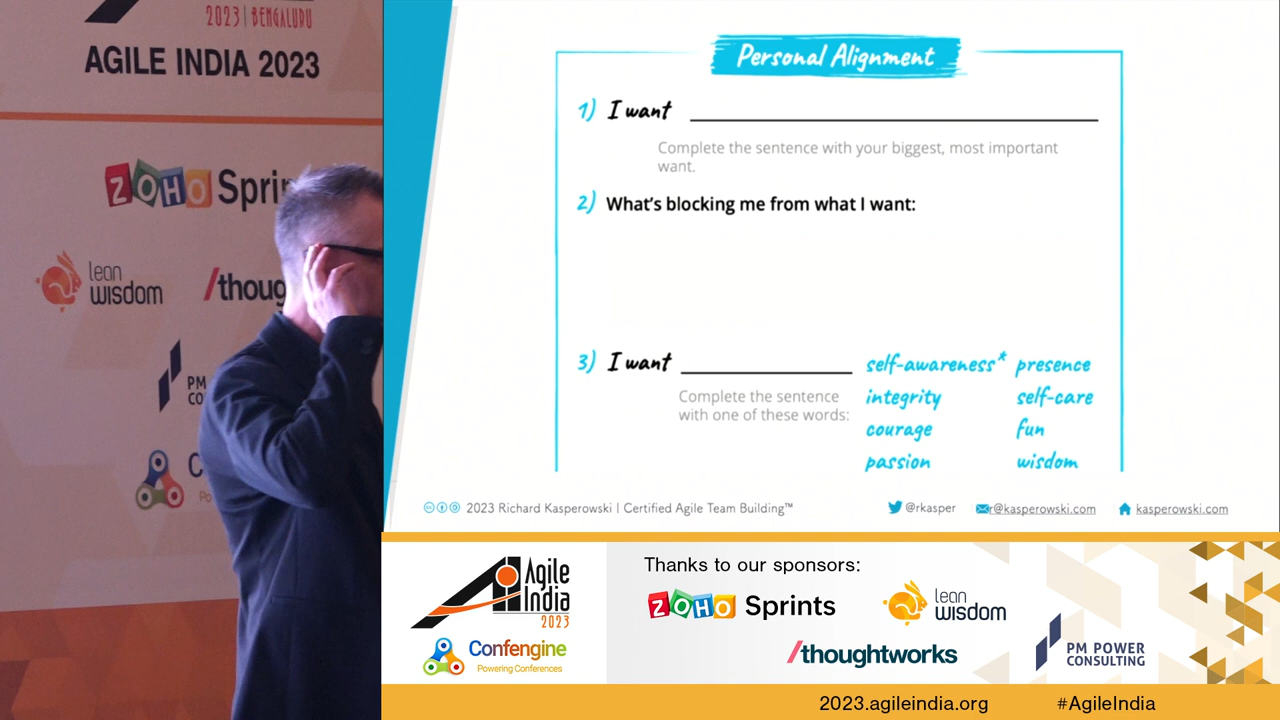 2023 | BENGALURU
AGILE INDIA 2023
ZOHO Sprin
lean
wisdom
/thoug
PM
CO
C
Po
Personal Alignment
1) I want
Complete the sentence with your biggest, most important
want.
2) What's blocking me from what I want:
3) I want
Complete the sentence
with one of these words:
self-awareness* presence
integrity self-care
courage fun
passion wisdom
2023 Richard Kasperowski | Certified Agile Team Building™
@rkasper
r@kasperowski.com
kasperowski.com
Agile
India
2023
Confengine
Powering Conferences
Thanks to our sponsors:
ZOHO Sprints
lean
wisdom
/thoughtworks
PM POWER
CONSULTING
2023.agileindia.org
#AgileIndia